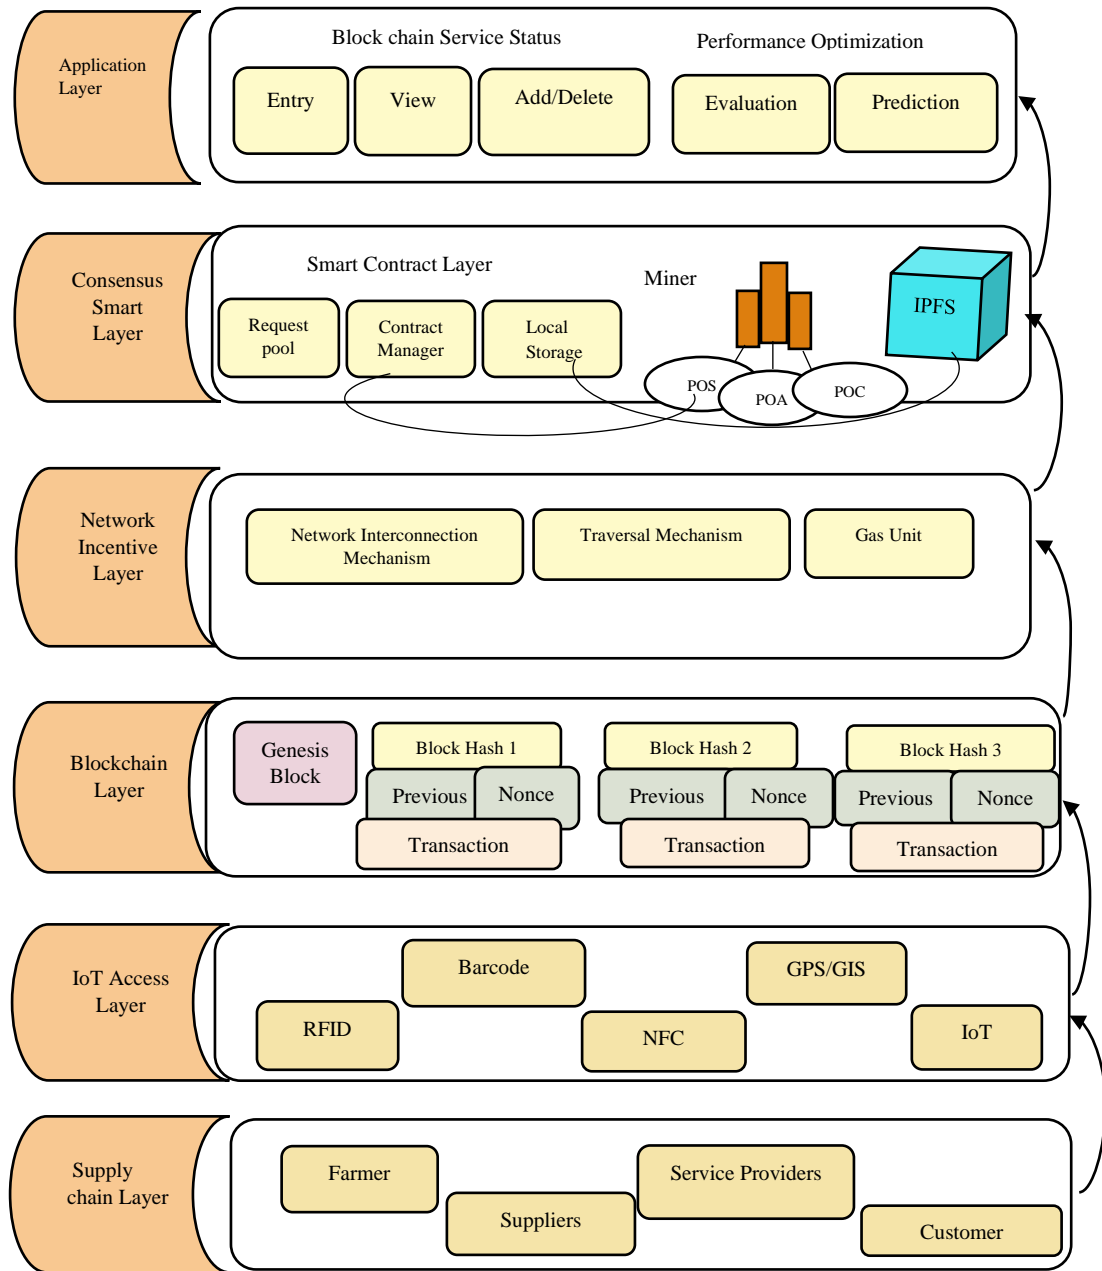 Block chain Service Status
Performance Optimization
Application
Layer
Entry
View
Add/Delete
Evaluation
Prediction
Consensus
Smart
Layer
Smart Contract Layer
Miner
IPFS
Request
pool
Contract
Manager
Local
Storage
POS
POA
POC
Network
Incentive
Layer
Network Interconnection
Mechanism
Traversal Mechanism
Gas Unit
Blockchain
Layer
Genesis
Block
Block Hash 1
Previous
Nonce
Transaction
Block Hash 2
Previous
Nonce
Transaction
Block Hash 3
Previous
Nonce
Transaction
IoT Access
Layer
RFID
Barcode
NFC
GPS/GIS
IoT
Supply
chain Layer
Farmer
Suppliers
Service Providers
Customer